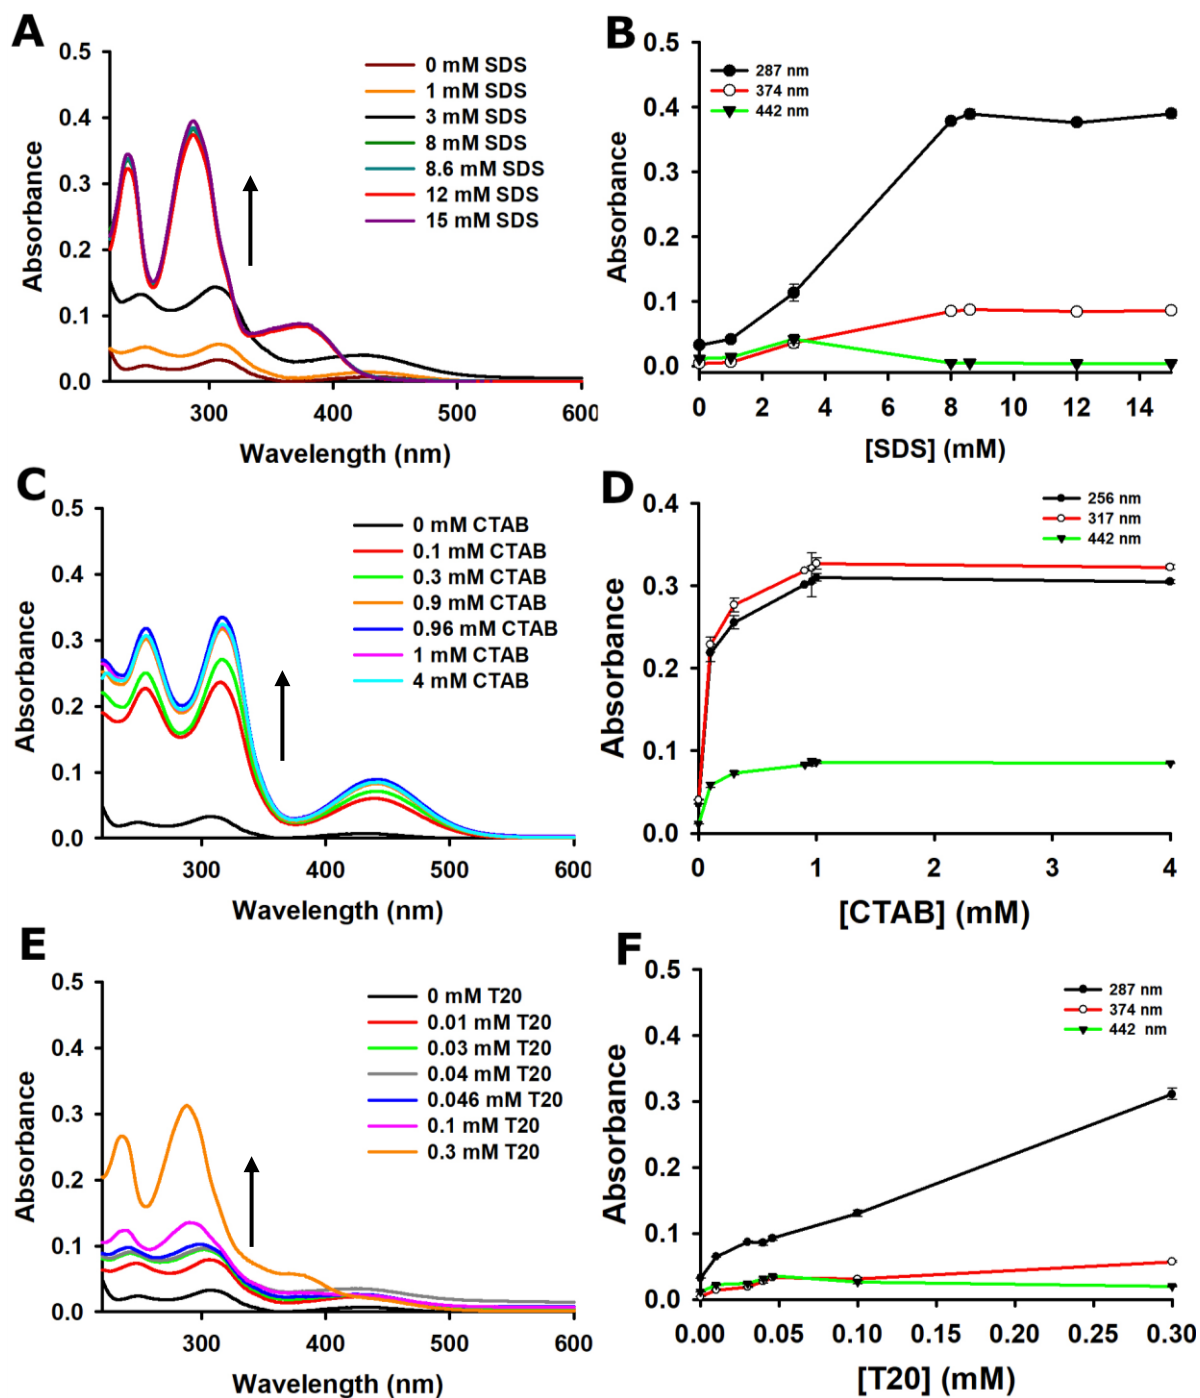 A
0.5
0.4
0.3
0.2
0.1
0.0
Absorbance
0 mM SDS
1 mM SDS
3 mM SDS
8 mM SDS
8.6 mM SDS
12 mM SDS
15 mM SDS
300 400 500 600
Wavelength (nm)
B
0.5
0.4
0.3
0.2
0.1
0.0
Absorbance
287 nm
374 nm
442 nm
0 2 4 6 8 10 12 14
[SDS] (mM)
C
0.5
0.4
0.3
0.2
0.1
0.0
Absorbance
0 mM CTAB
0.1 mM CTAB
0.3 mM CTAB
0.9 mM CTAB
0.96 mM CTAB
1 mM CTAB
4 mM CTAB
300 400 500 600
Wavelength (nm)
D
0.4
0.3
0.2
0.1
0.0
Absorbance
256 nm
317 nm
442 nm
0 1 2 3 4
[CTAB] (mM)
E
0.5
0.4
0.3
0.2
0.1
0.0
Absorbance
0 mM T20
0.01 mM T20
0.03 mM T20
0.04 mM T20
0.046 mM T20
0.1 mM T20
0.3 mM T20
300 400 500 600
Wavelength (nm)
F
0.5
0.4
0.3
0.2
0.1
0.0
Absorbance
287 nm
374 nm
442 nm
0.00 0.05 0.10 0.15 0.20 0.25 0.30
[T20] (mM)